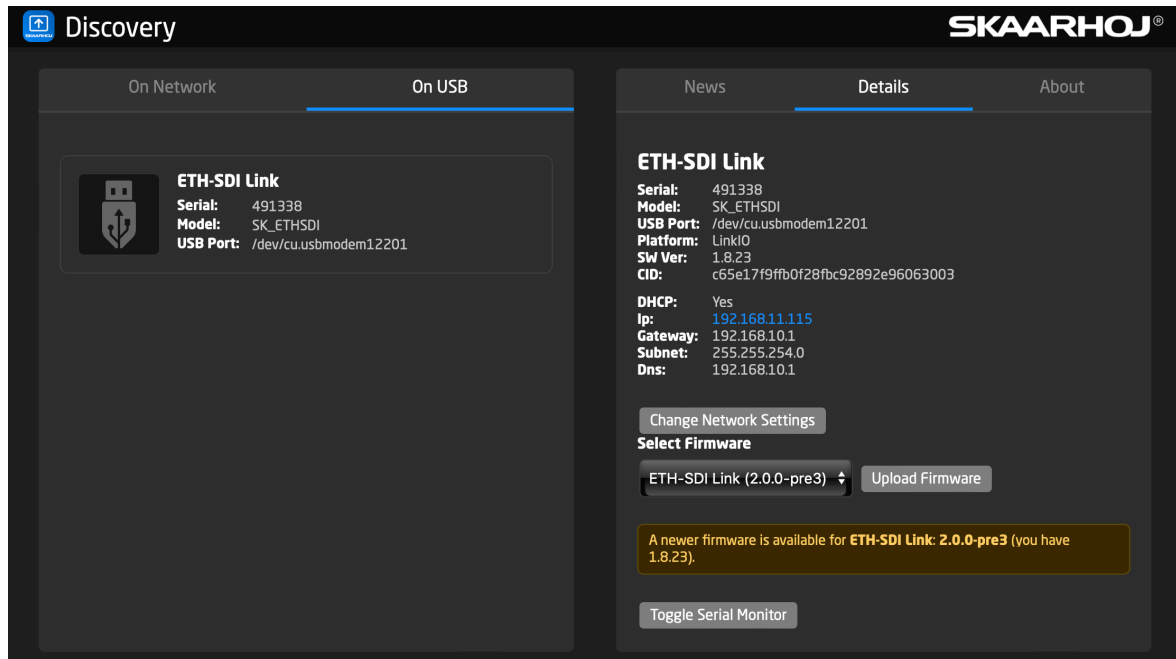 Discovery
SKAARHOJ®
On Network
On USB
ETH-SDI Link
Serial: 491338
Model: SK_ETHSDI
USB Port: /dev/cu.usbmodem12201
News
Details
About
ETH-SDI Link
Serial: 491338
Model: SK_ETHSDI
USB Port: /dev/cu.usbmodem12201
Platform: LinkIO
SW Ver: 1.8.23
CID: c65e17f9ffb0f28fbc92892e96063003
DHCP: Yes
Ip: 192.168.11.115
Gateway: 192.168.10.1
Subnet: 255.255.254.0
Dns: 192.168.10.1
Change Network Settings
Select Firmware
ETH-SDI Link (2.0.0-pre3)
Upload Firmware
A newer firmware is available for ETH-SDI Link: 2.0.0-pre3 (you have
1.8.23).
Toggle Serial Monitor